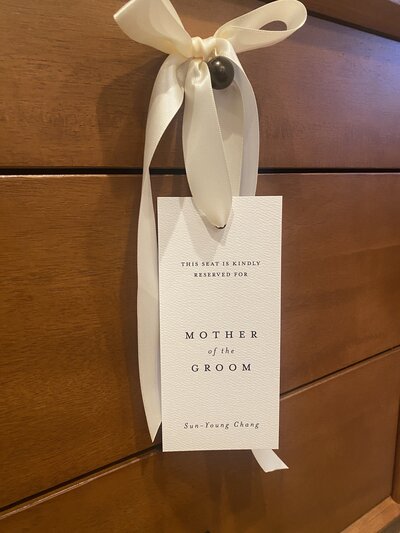 THIS SEAT IS KINDLY
RESERVED FOR
MOTHER
of the
GROOM
Sun-Young Chang